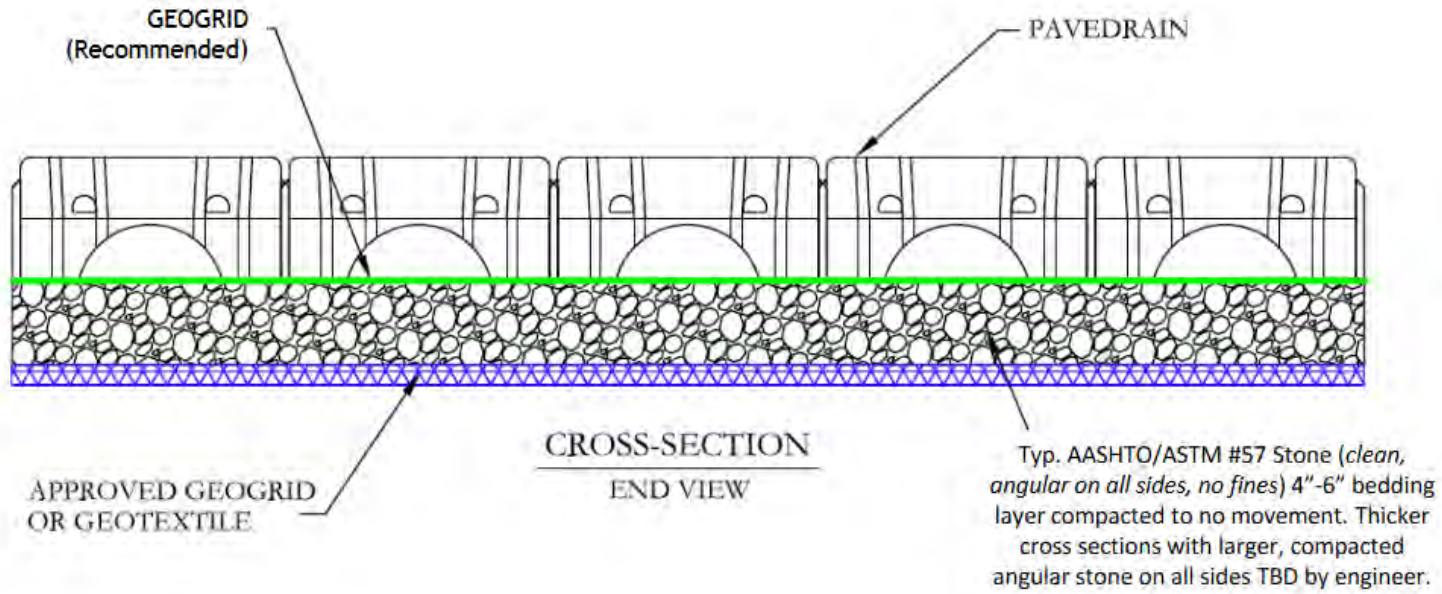 GEOGRID
(Recommended)
PAVEDRAIN
CROSS-SECTION
END VIEW
APPROVED GEOGRID
OR GEOTEXTILE
Typ. AASHTO/ASTM #57 Stone (clean,
angular on all sides, no fines) 4"-6" bedding
layer compacted to no movement. Thicker
cross sections with larger, compacted
angular stone on all sides TBD by engineer.